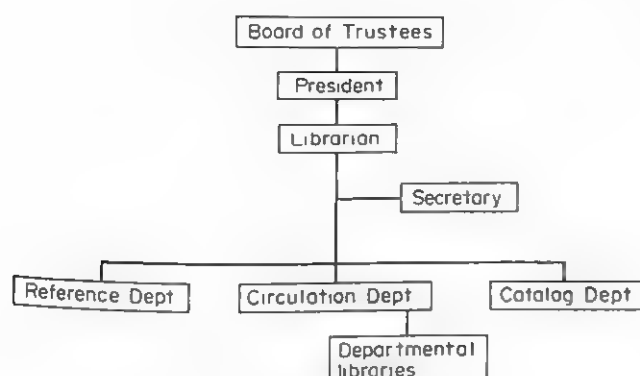 Board of Trustees
President
Librarian
Secretary
Reference Dept
Circulation Dept
Catalog Dept
Departmental
libraries